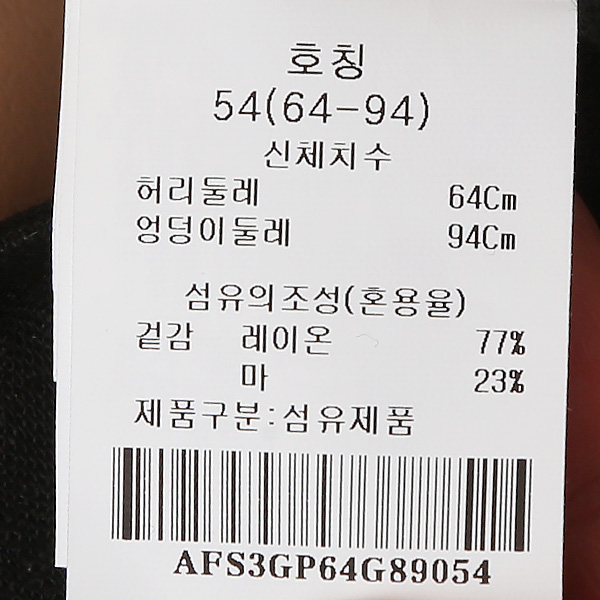 호칭
54(64-94)
신체치수
허리둘레 64Cm
엉덩이둘레 94Cm
섬유의조성(혼용율)
겉감 레이온 77%
마 23%
제품구분:섬유제품
AFS3GP64G89054